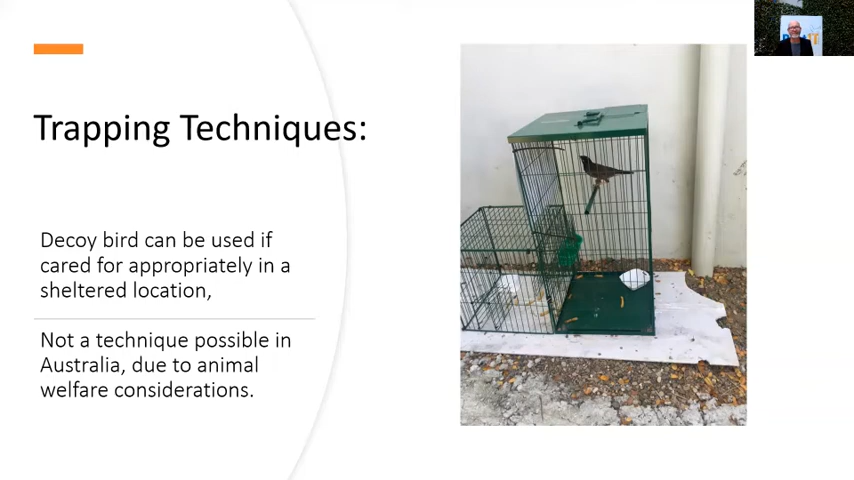 Trapping Techniques:
Decoy bird can be used if
cared for appropriately in a
sheltered location,
Not a technique possible in
Australia, due to animal
welfare considerations.